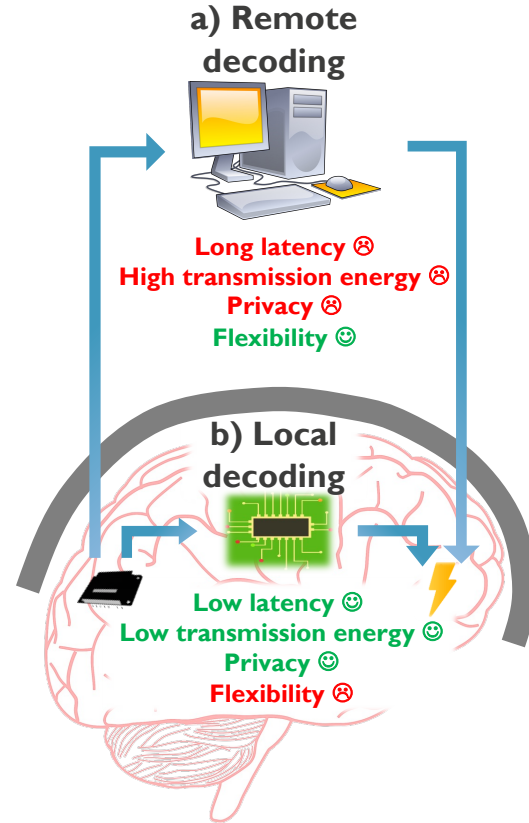 a) Remote
decoding
Long latency ☹
High transmission energy ☹
Privacy ☹
Flexibility ☺
b) Local
decoding
Low latency ☺
Low transmission energy ☺
Privacy ☺
Flexibility ☹